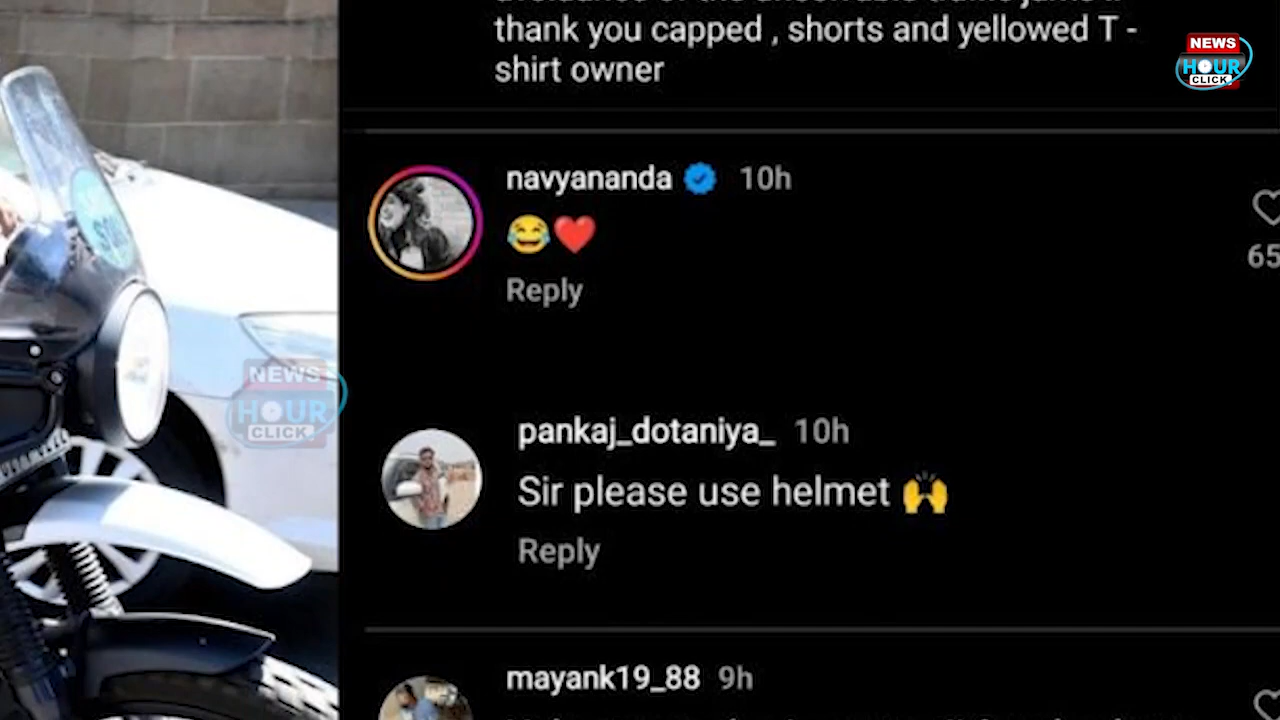 thank you capped , shorts and yellowed T -
shirt owner
NEWS
HOUR
CLICK
navyananda 10h
😂❤️
65
Reply
NEWS
HOUR
CLICK
pankaj_dotaniya_ 10h
Sir please use helmet 🙌
Reply
mayank19_88 9h